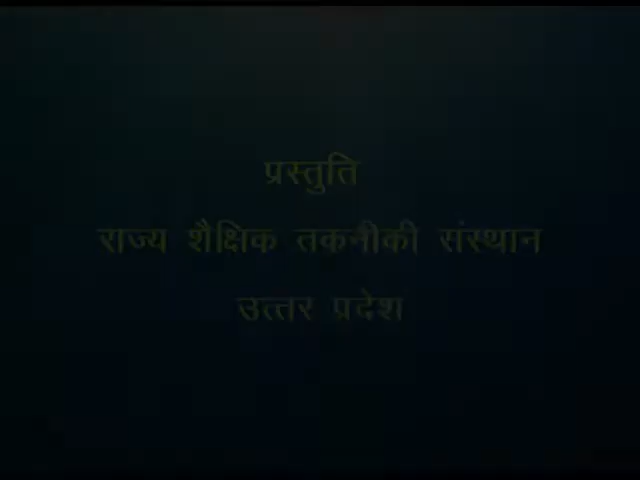 प्रस्तुति
राज्य शैक्षिक तकनीकी संस्थान
उत्तर प्रदेश